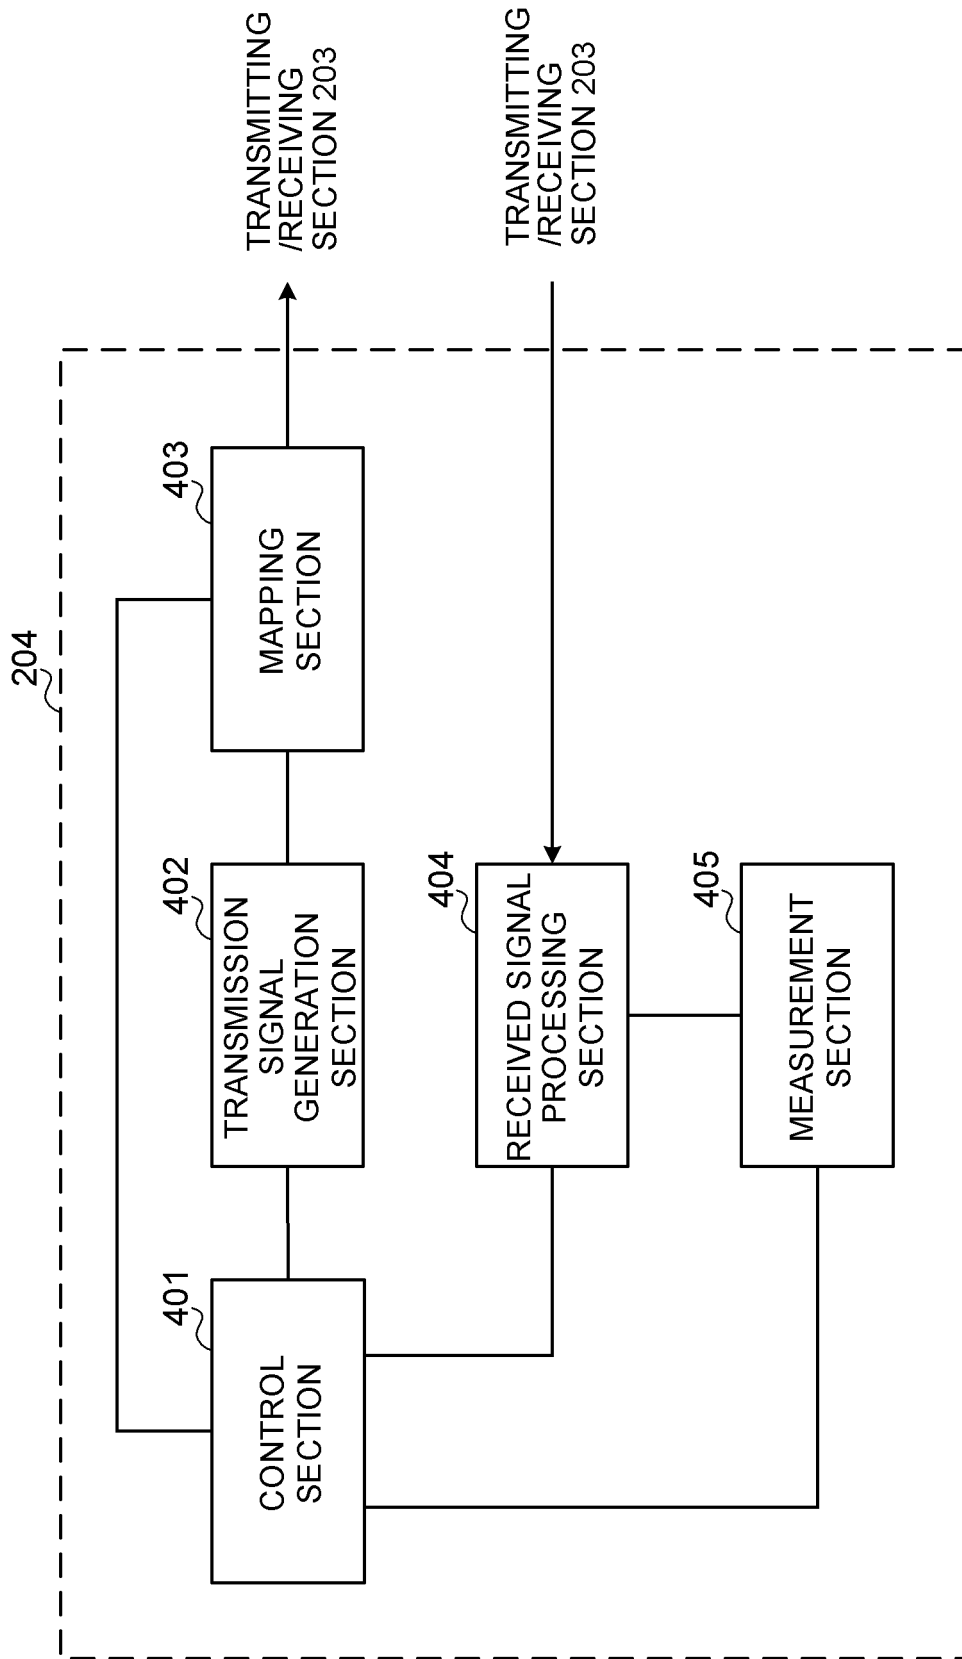 204
401
CONTROL
SECTION
402
TRANSMISSION
SIGNAL
GENERATION
SECTION
403
MAPPING
SECTION
TRANSMITTING
/RECEIVING
SECTION 203
404
RECEIVED SIGNAL
PROCESSING
SECTION
TRANSMITTING
/RECEIVING
SECTION 203
405
MEASUREMENT
SECTION